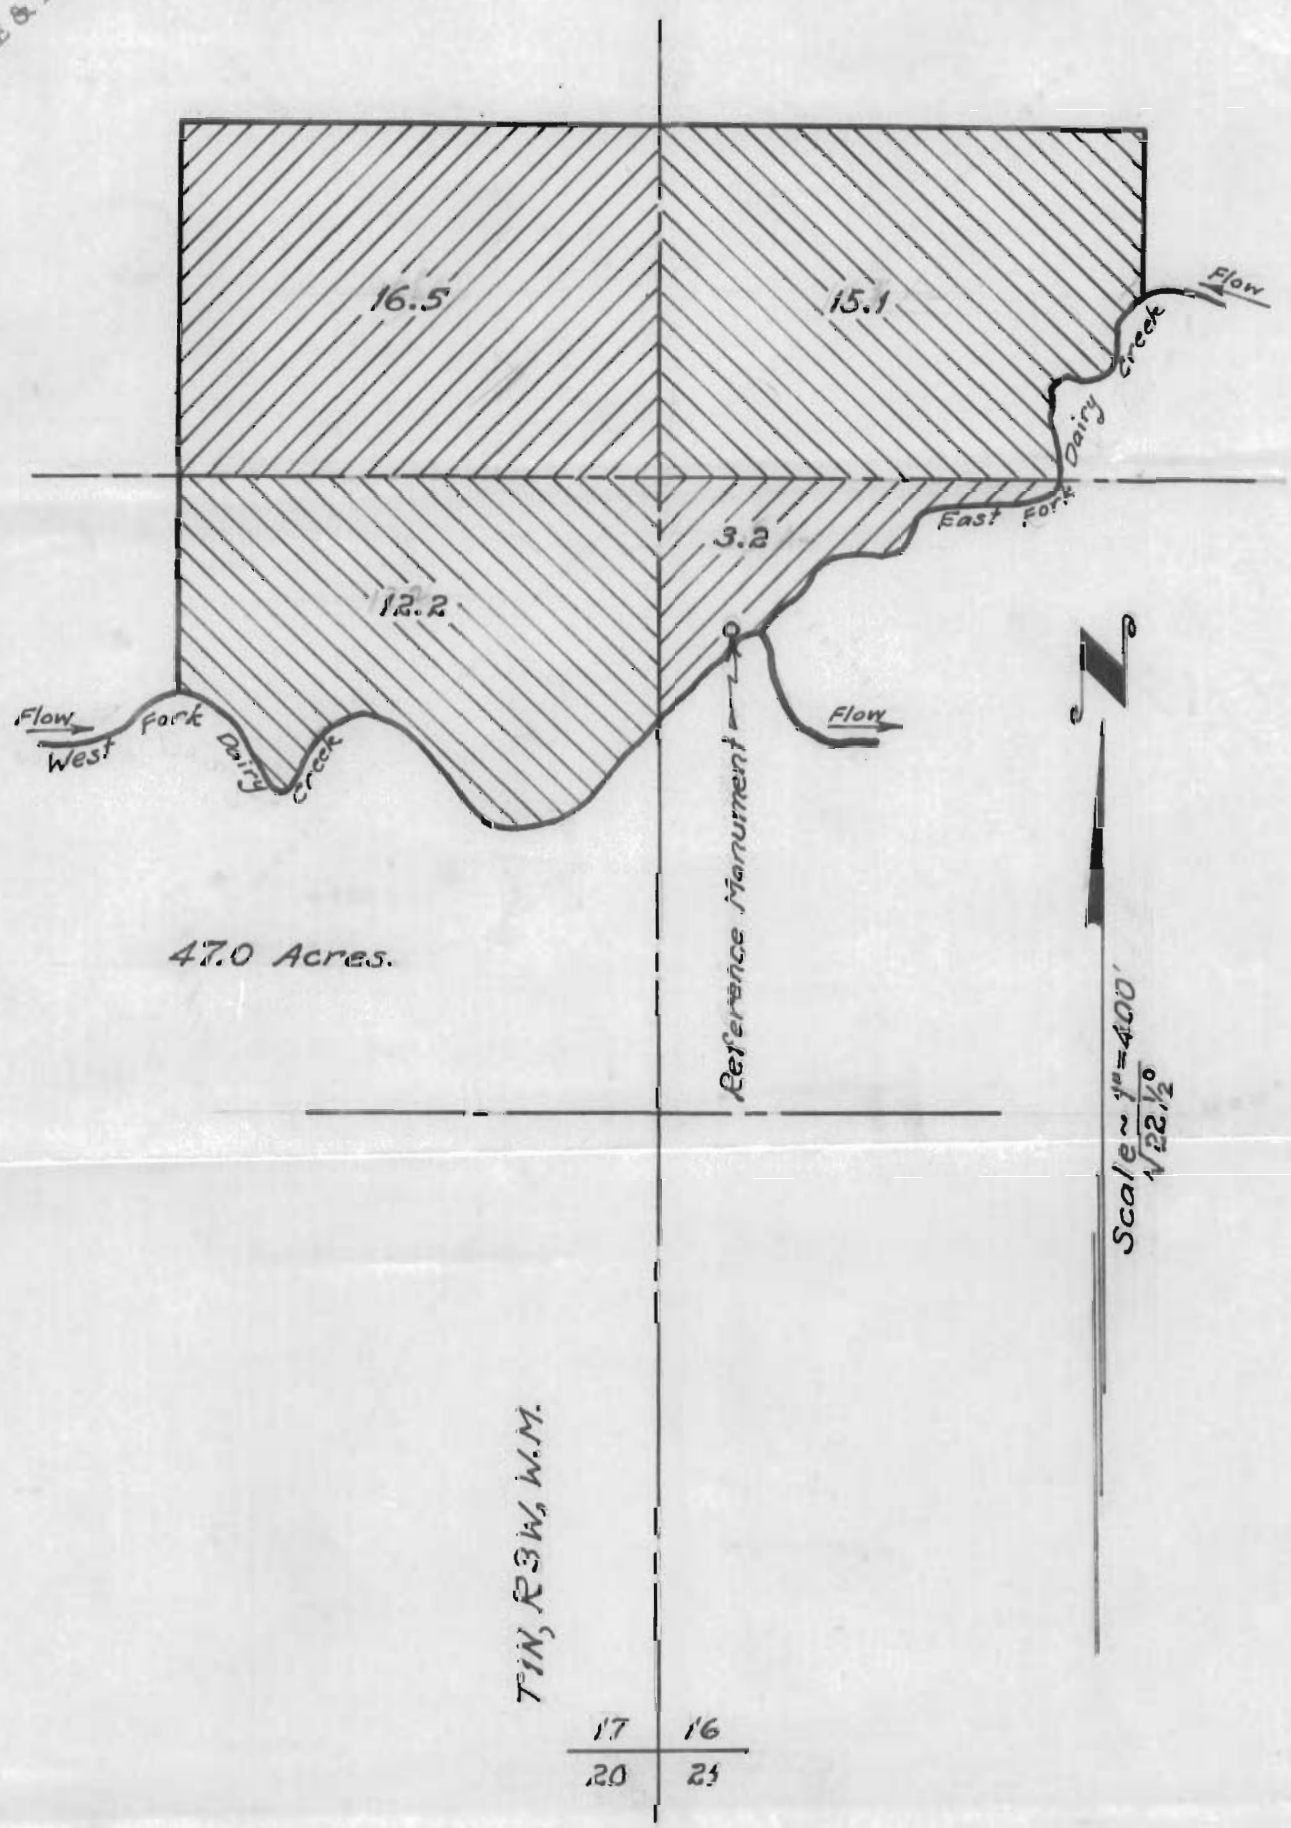 16.5
15.1
Flow
Creek
Dairy
East Fork
3.2
12.2
Flow
West Fork Dairy Creek
Flow
Reference Monument
47.0 Acres.
Scale ~ 1"=400'
√22½°
T1N, R3W, W.M.
17 16
20 21